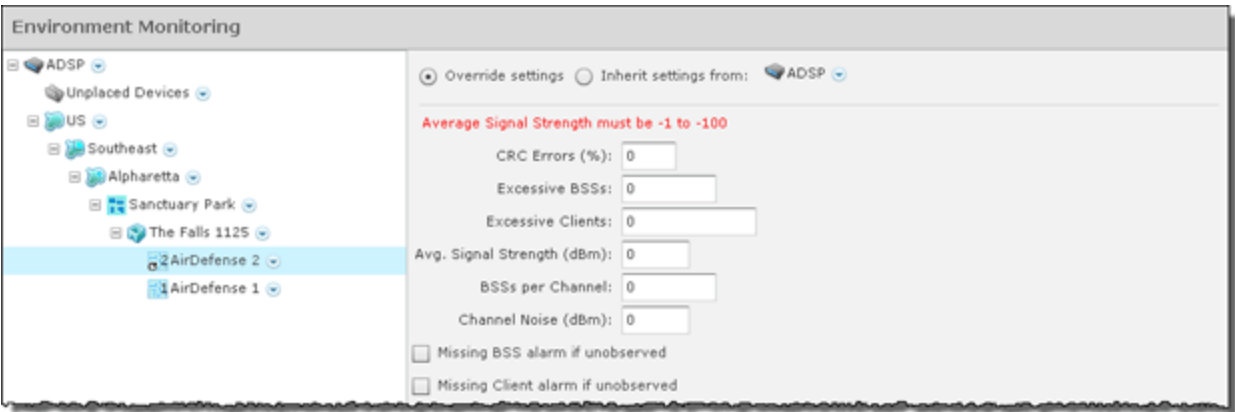 Environment Monitoring
ADSP
Unplaced Devices
US
Southeast
Alpharetta
Sanctuary Park
The Falls 1125
2 AirDefense 2
1 AirDefense 1
Override settings Inherit settings from: ADSP
Average Signal Strength must be -1 to -100
CRC Errors (%): 0
Excessive BSSs: 0
Excessive Clients: 0
Avg. Signal Strength (dBm): 0
BSSs per Channel: 0
Channel Noise (dBm): 0
Missing BSS alarm if unobserved
Missing Client alarm if unobserved